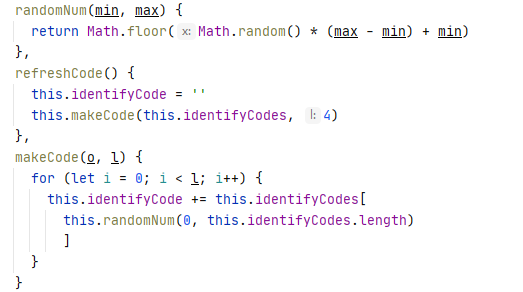 randomNum(min, max) {
  return Math.floor( x: Math.random() * (max - min) + min)
},
refreshCode() {
  this.identifyCode = ''
  this.makeCode(this.identifyCodes, l: 4)
},
makeCode(o, l) {
  for (let i = 0; i < l; i++) {
    this.identifyCode += this.identifyCodes[
      this.randomNum(0, this.identifyCodes.length)
      ]
  }
}